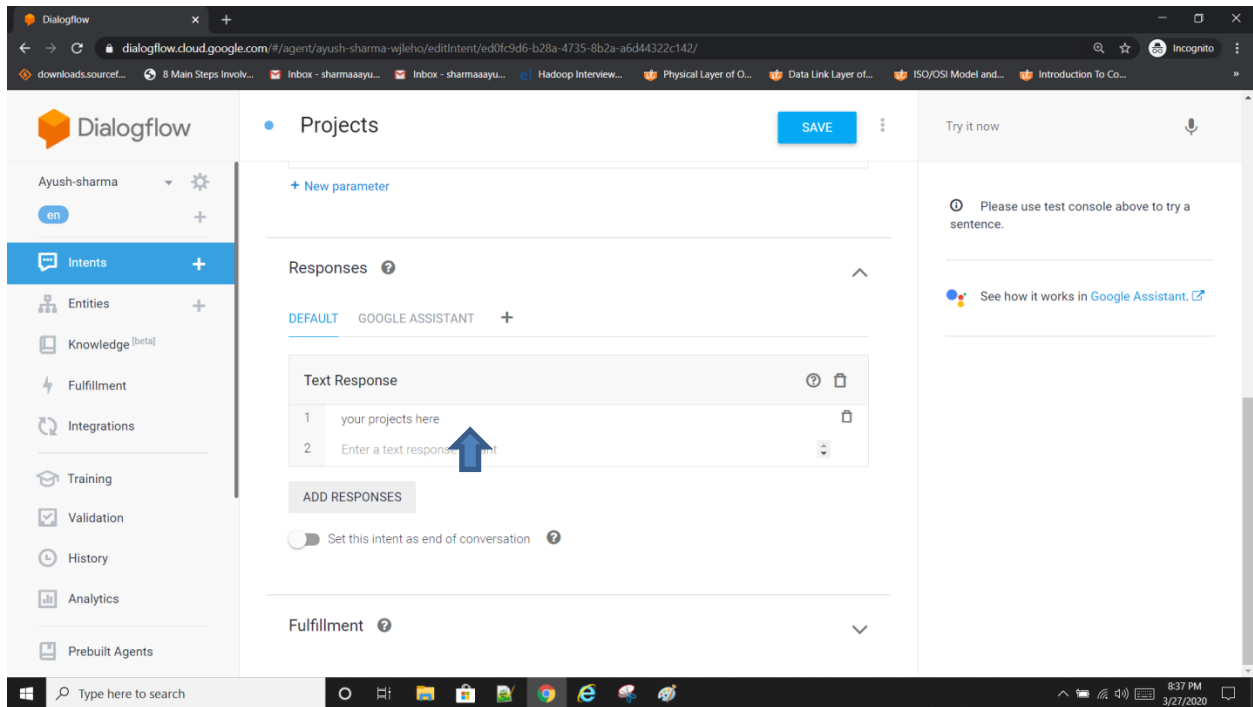 Dialogflow
dialogflow.cloud.google.com/#/agent/ayush-sharma-wjleho/editIntent/ed0fc9d6-b28a-4735-8b2a-a6d44322c142/
Incognito
downloads.sourcef... 8 Main Steps Involv... Inbox - sharmaaayu... Inbox - sharmaaayu... Hadoop Interview... Physical Layer of O... Data Link Layer of... ISO/OSI Model and... Introduction To Co... »
Dialogflow
Projects
SAVE
Try it now
Ayush-sharma
en
+ New parameter
Please use test console above to try a
sentence.
Intents
Responses
See how it works in Google Assistant.
Entities
DEFAULT GOOGLE ASSISTANT +
Knowledge [beta]
Text Response
Fulfillment
1 your projects here
Integrations
2 Enter a text response
Training
ADD RESPONSES
Validation
Set this intent as end of conversation
History
Analytics
Fulfillment
Prebuilt Agents
Type here to search
8:37 PM
3/27/2020